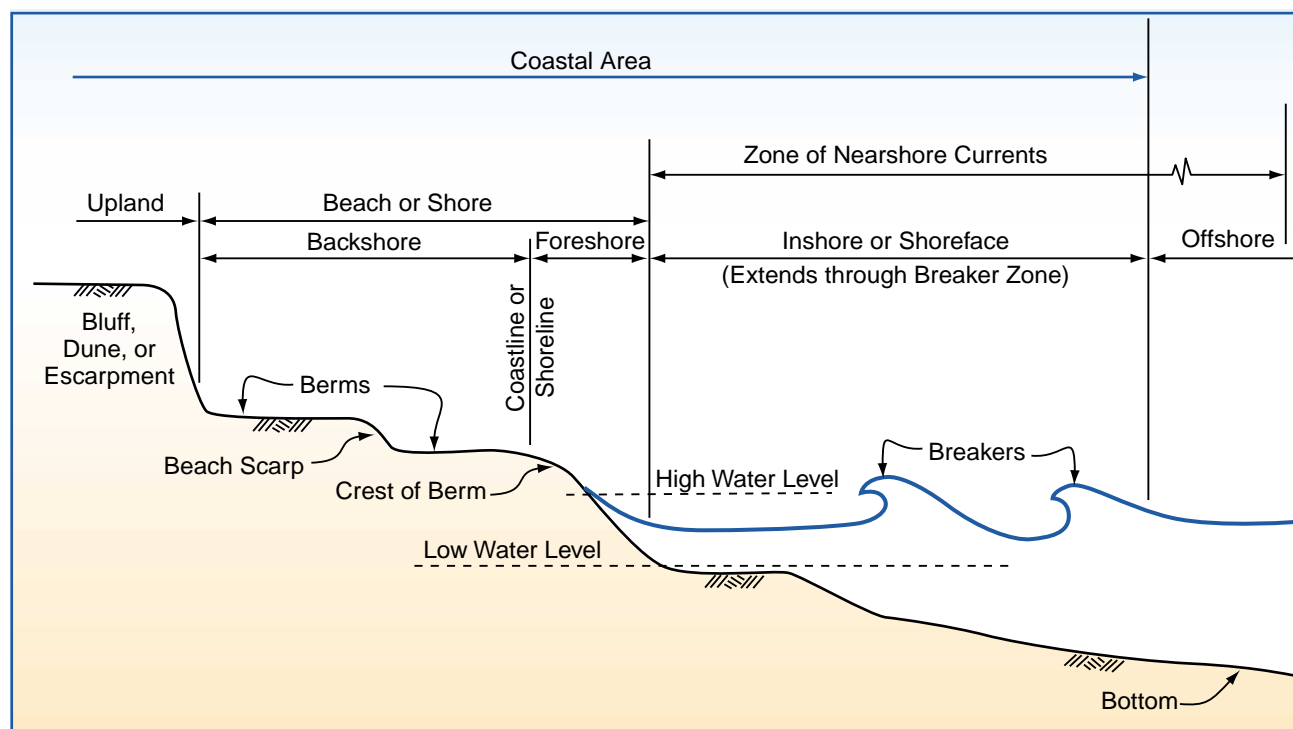 Coastal Area
Zone of Nearshore Currents
Upland
Beach or Shore
Backshore
Foreshore
Inshore or Shoreface
(Extends through Breaker Zone)
Offshore
Coastline or
Shoreline
Bluff,
Dune, or
Escarpment
Berms
Beach Scarp
Crest of Berm
High Water Level
Breakers
Low Water Level
Bottom